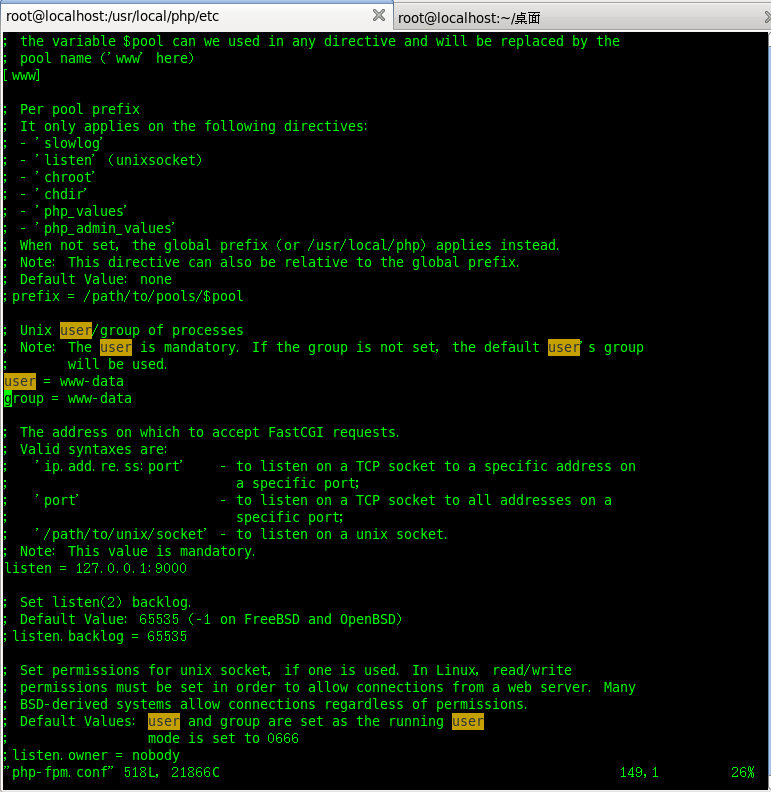 root@localhost:/usr/local/php/etc
root@localhost:~/桌面
; the variable $pool can we used in any directive and will be replaced by the
; pool name ('www' here)
[www]
; Per pool prefix
; It only applies on the following directives:
; - 'slowlog'
; - 'listen' (unixsocket)
; - 'chroot'
; - 'chdir'
; - 'php_values'
; - 'php_admin_values'
; When not set, the global prefix (or /usr/local/php) applies instead.
; Note: This directive can also be relative to the global prefix.
; Default Value: none
;prefix = /path/to/pools/$pool
; Unix user/group of processes
; Note: The user is mandatory. If the group is not set, the default user's group
;       will be used.
user = www-data
group = www-data
; The address on which to accept FastCGI requests.
; Valid syntaxes are:
;   'ip.add.re.ss:port'    - to listen on a TCP socket to a specific address on
;                            a specific port;
;   'port'                 - to listen on a TCP socket to all addresses on a
;                            specific port;
;   '/path/to/unix/socket' - to listen on a unix socket.
; Note: This value is mandatory.
listen = 127.0.0.1:9000
; Set listen(2) backlog.
; Default Value: 65535 (-1 on FreeBSD and OpenBSD)
;listen.backlog = 65535
; Set permissions for unix socket, if one is used. In Linux, read/write
; permissions must be set in order to allow connections from a web server. Many
; BSD-derived systems allow connections regardless of permissions.
; Default Values: user and group are set as the running user
;                 mode is set to 0666
;listen.owner = nobody
"php-fpm.conf" 518L, 21866C 149,1 26%